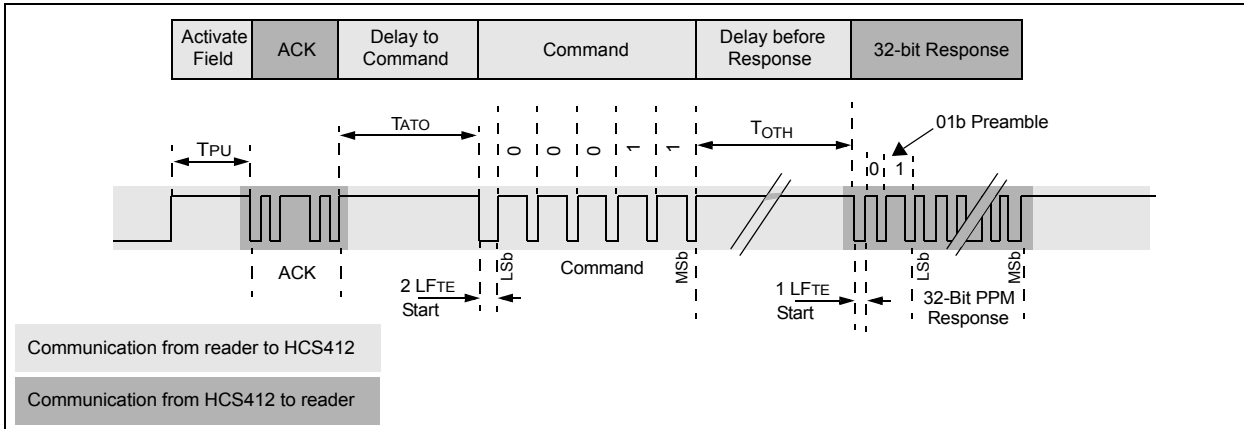 Activate
Field
ACK
Delay to
Command
Command
Delay before
Response
32-bit Response
TPU
TATO
0 0 0 1 1
TOTH
01b Preamble
0 1
ACK
2 LFTE
Start
LSb
Command
MSb
1 LFTE
Start
LSb
32-Bit PPM
Response
MSb
Communication from reader to HCS412
Communication from HCS412 to reader